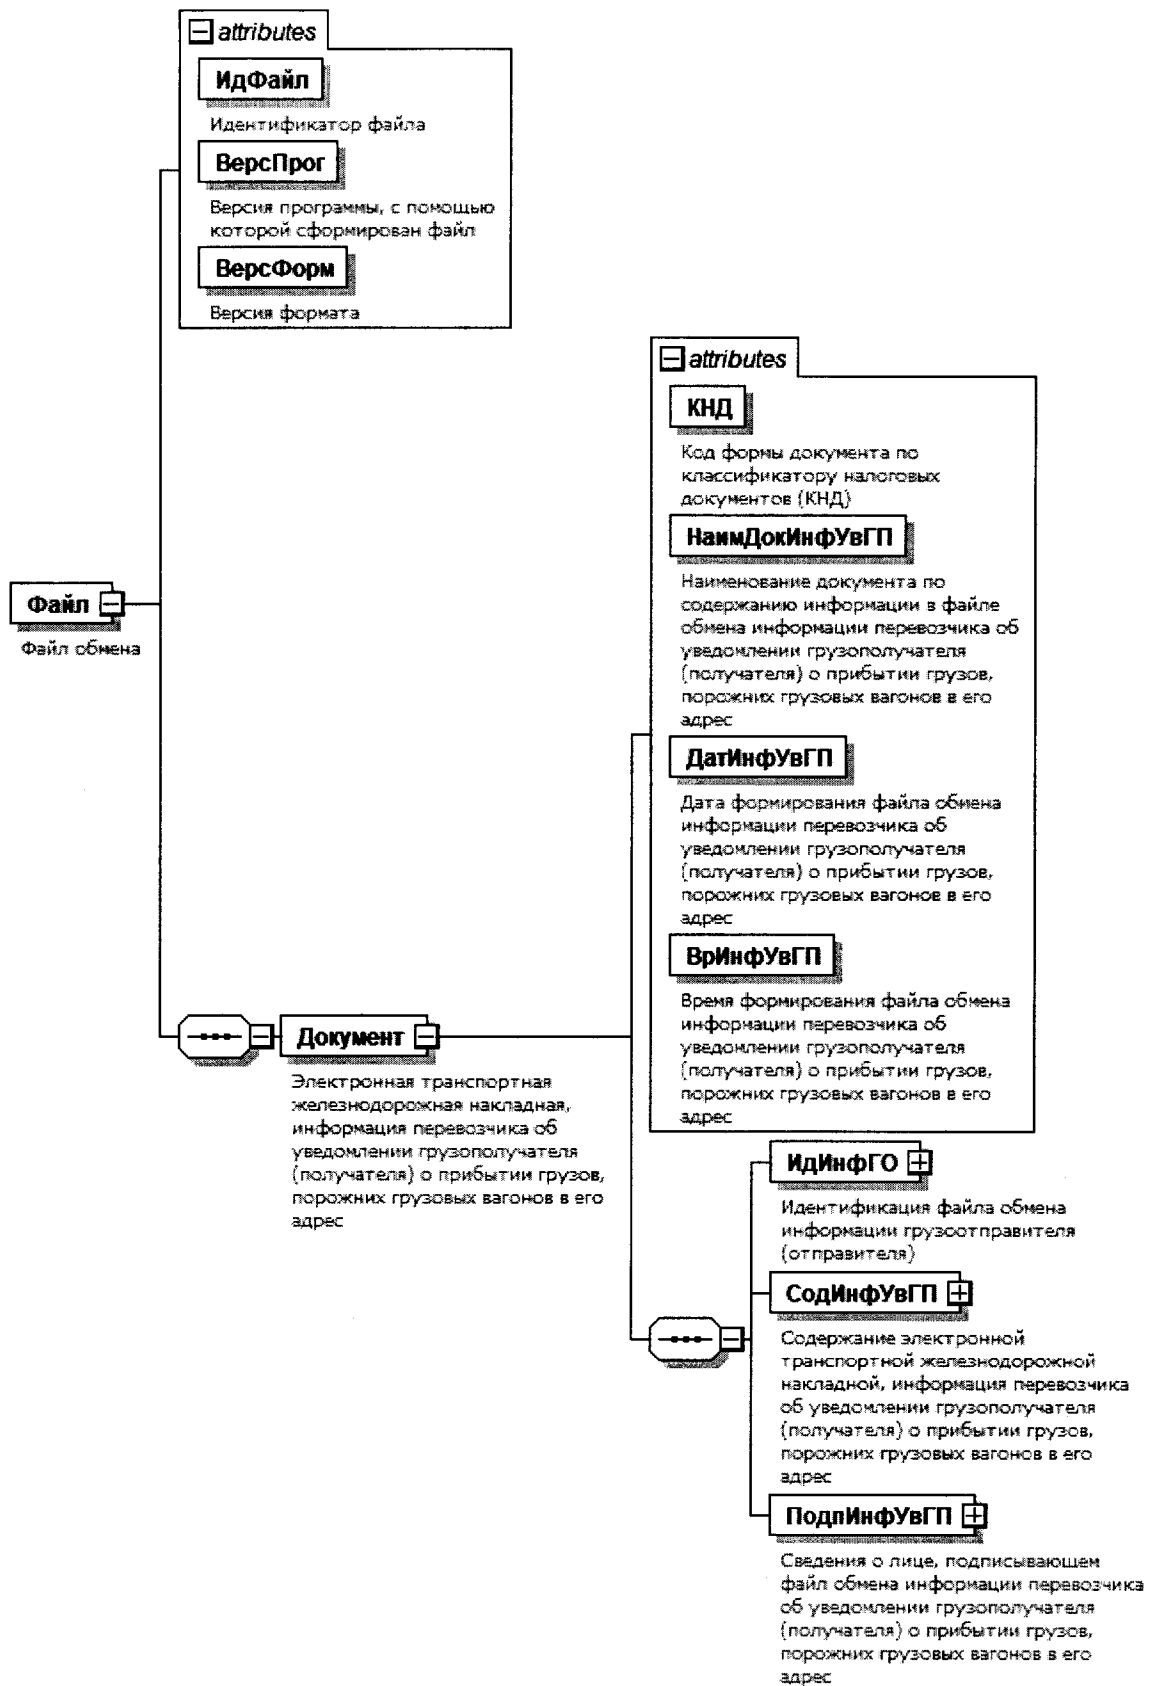 attributes
ИдФайл
Идентификатор файла
ВерсПрог
Версия программы, с помощью
которой сформирован файл
ВерсФорм
Версия формата
Файл
Файл обмена
attributes
КНД
Код формы документа по
классификатору налоговых
документов (КНД)
НаимДокИнфУвГП
Наименование документа по
содержанию информации в файле
обмена информации перевозчика об
уведомлении грузополучателя
(получателя) о прибытии грузов,
порожних грузовых вагонов в его
адрес
ДатИнфУвГП
Дата формирования файла обмена
информации перевозчика об
уведомлении грузополучателя
(получателя) о прибытии грузов,
порожних грузовых вагонов в его
адрес
ВрИнфУвГП
Время формирования файла обмена
информации перевозчика об
уведомлении грузополучателя
(получателя) о прибытии грузов,
порожних грузовых вагонов в его
адрес
Документ
Электронная транспортная
железнодорожная накладная,
информация перевозчика об
уведомлении грузополучателя
(получателя) о прибытии грузов,
порожних грузовых вагонов в его
адрес
ИдИнфГО
Идентификация файла обмена
информации грузоотправителя
(отправителя)
СодИнфУвГП
Содержание электронной
транспортной железнодорожной
накладной, информация перевозчика
об уведомлении грузополучателя
(получателя) о прибытии грузов,
порожних грузовых вагонов в его
адрес
ПодпИнфУвГП
Сведения о лице, подписывающем
файл обмена информации перевозчика
об уведомлении грузополучателя
(получателя) о прибытии грузов,
порожних грузовых вагонов в его
адрес